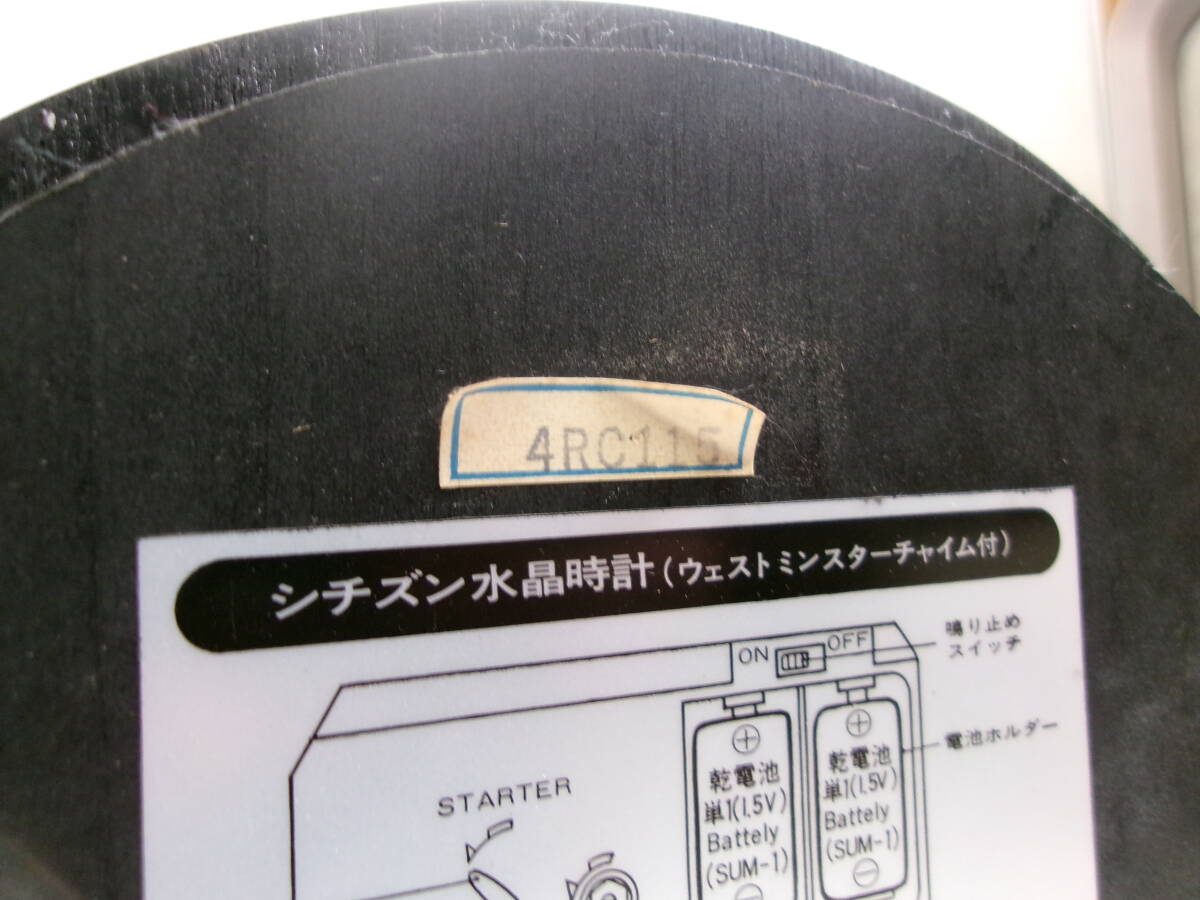 4RC115
シチズン水晶時計(ウェストミンスターチャイム付)
ON
OFF
鳴り止め
スイッチ
電池ホルダー
STARTER
乾電池
単1(1.5V)
Battely
(SUM-1)
乾電池
単1(1.5V)
Battely
(SUM-1)